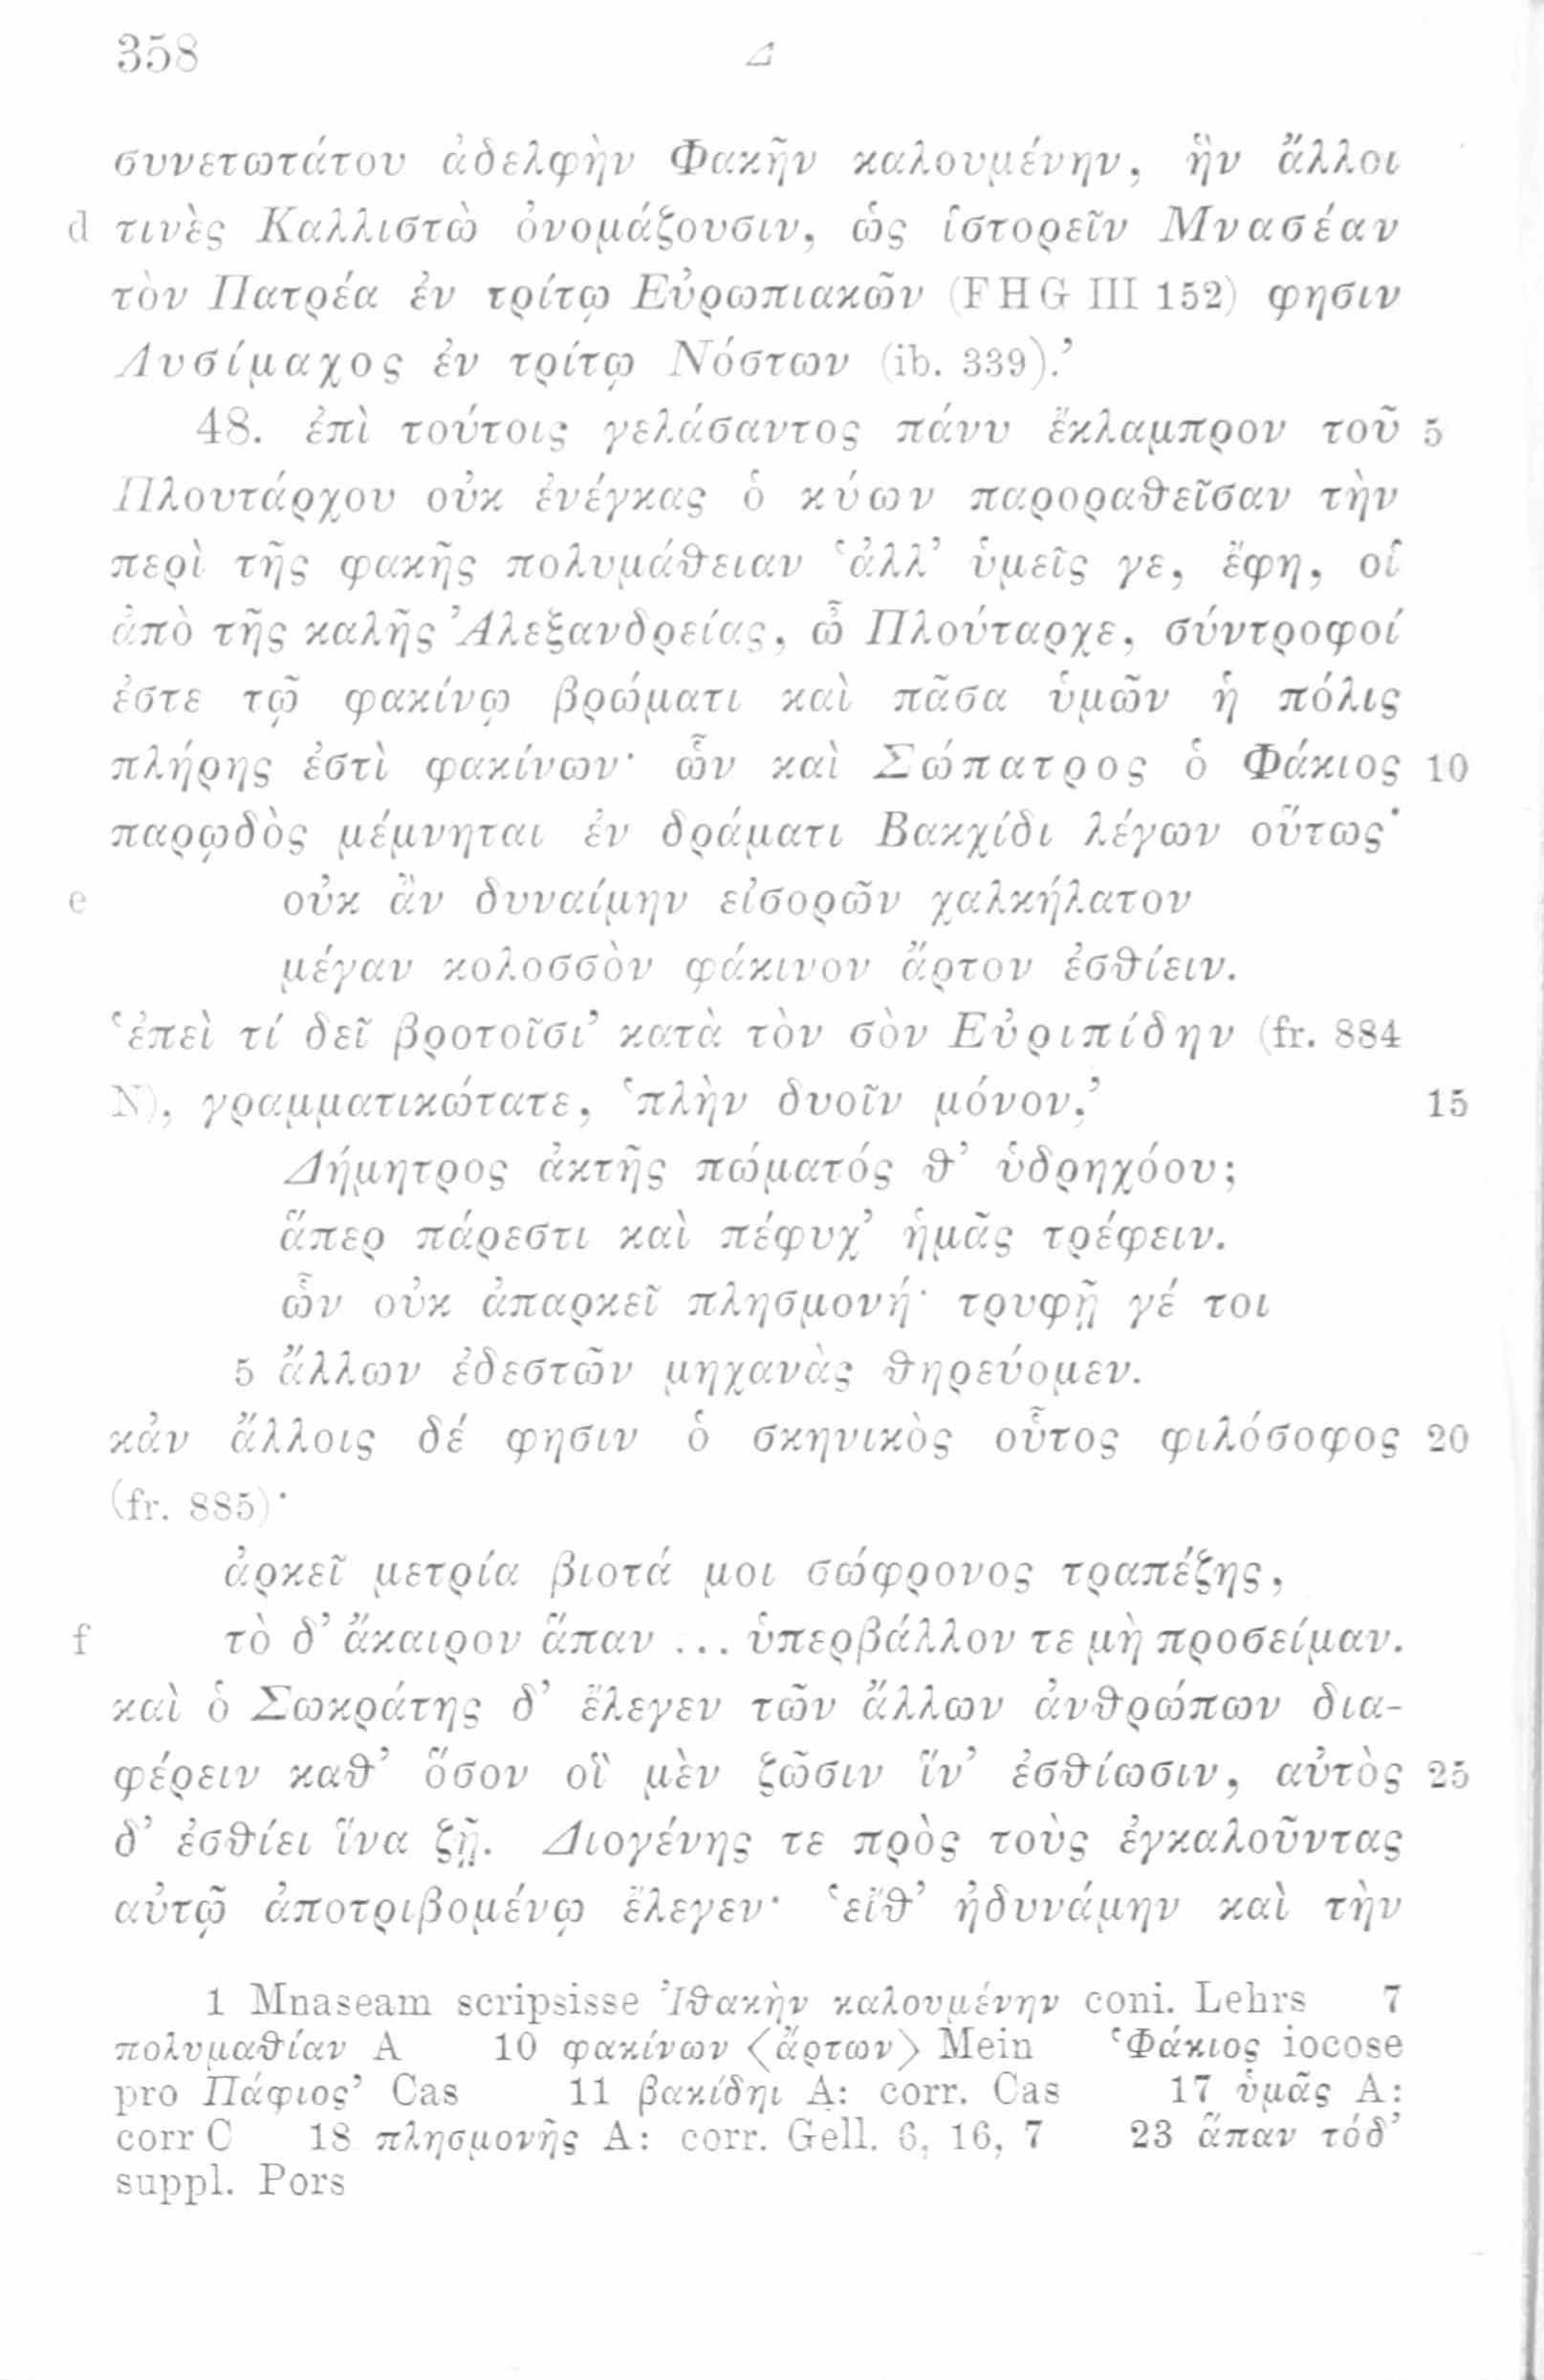 358 Δ
συνετωτάτου ἀδελφὴν Φακῆν καλουμένην, ἣν ἄλλοι
d τινὲς Καλλιστὼ ὀνομάζουσιν, ὡς ἱστορεῖν Μνασέαν
τὸν Πατρέα ἐν τρίτῳ Εὐρωπιακῶν (FHG III 152) φησιν
Λυσίμαχος ἐν τρίτῳ Νόστων (ib. 339).’
48. ἐπὶ τούτοις γελάσαντος πάνυ ἔκλαμπρον τοῦ 5
Πλουτάρχου οὐκ ἐνέγκας ὁ κύων παροραθεῖσαν τὴν
περὶ τῆς φακῆς πολυμάθειαν ‘ἀλλ’ ὑμεῖς γε, ἔφη, οἱ
ἀπὸ τῆς καλῆς Ἀλεξανδρείας, ὦ Πλούταρχε, σύντροφοί
ἐστε τῷ φακίνῳ βρώματι καὶ πᾶσα ὑμῶν ἡ πόλις
πλήρης ἐστὶ φακίνων· ὧν καὶ Σώπατρος ὁ Φάκιος 10
παρῳδὸς μέμνηται ἐν δράματι Βακχίδι λέγων οὕτως·
e οὐκ ἂν δυναίμην εἰσορῶν χαλκήλατον
μέγαν κολοσσὸν φάκινον ἄρτον ἐσθίειν.
‘ἐπεὶ τί δεῖ βροτοῖσι’ κατὰ τὸν σὸν Εὐριπίδην (fr. 884
N), γραμματικώτατε, ‘πλὴν δυοῖν μόνον,’ 15
Δήμητρος ἀκτῆς πώματός θ’ ὑδρηχόου;
ἅπερ πάρεστι καὶ πέφυχ’ ἡμᾶς τρέφειν.
ὧν οὐκ ἀπαρκεῖ πλησμονή· τρυφῇ γέ τοι
5 ἄλλων ἐδεστῶν μηχανὰς θηρεύομεν.
κἀν ἄλλοις δέ φησιν ὁ σκηνικὸς οὗτος φιλόσοφος 20
(fr. 885)·
ἀρκεῖ μετρία βιοτά μοι σώφρονος τραπέζης,
f τὸ δ’ ἄκαιρον ἅπαν ... ὑπερβάλλον τε μὴ προσείμαν.
καὶ ὁ Σωκράτης δ’ ἔλεγεν τῶν ἄλλων ἀνθρώπων δια-
φέρειν καθ’ ὅσον οἳ μὲν ζῶσιν ἵν’ ἐσθίωσιν, αὐτὸς 25
δ’ ἐσθίει ἵνα ζῇ. Διογένης τε πρὸς τοὺς ἐγκαλοῦντας
αὐτῷ ἀποτριβομένῳ ἔλεγεν· ‘εἴθ’ ἠδυνάμην καὶ τὴν
1 Mnaseam scripsisse Ἰθακὴν καλουμένην coni. Lehrs 7
πολυμαθίαν A 10 φακίνων ⟨ἄρτων⟩ Mein ‘Φάκιος iocose
pro Πάφιος’ Cas 11 βακίδηι A: corr. Cas 17 ὑμᾶς A:
corr C 18 πλησμονῆς A: corr. Gell. 6, 16, 7 23 ἅπαν τόδ’
suppl. Pors